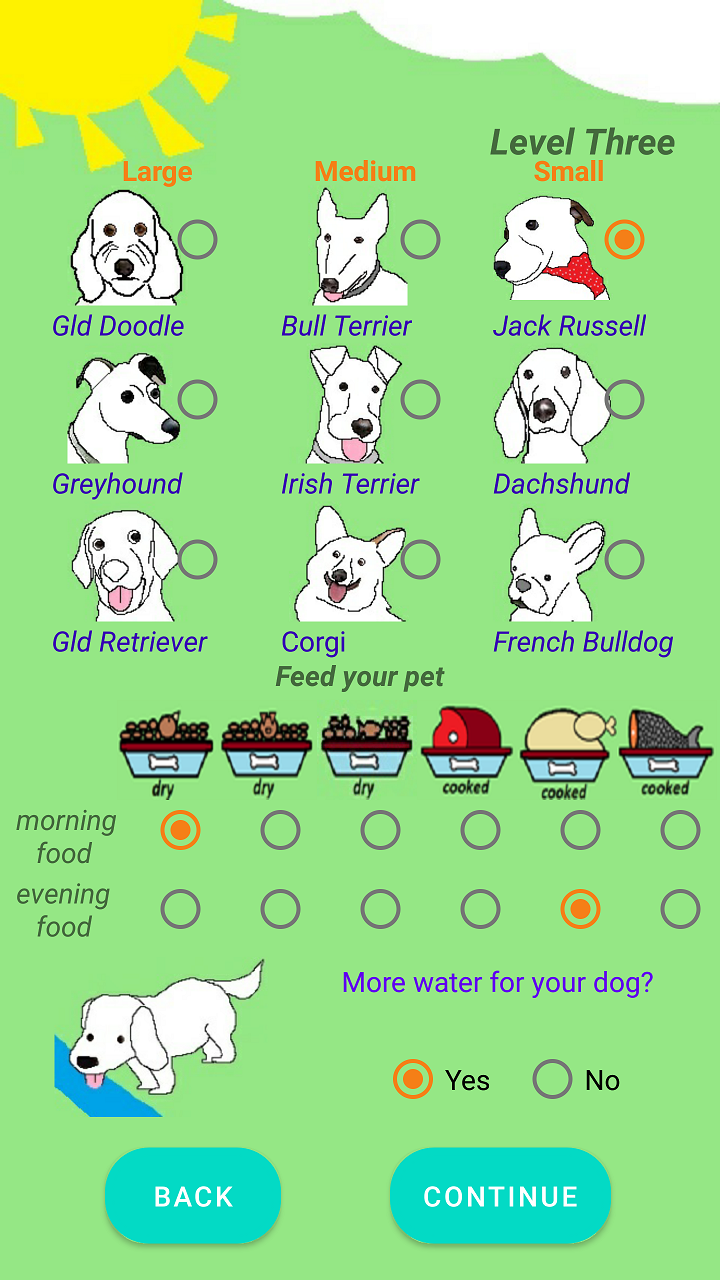 Level Three
Large Medium Small
Gld Doodle Bull Terrier Jack Russell
Greyhound Irish Terrier Dachshund
Gld Retriever Corgi French Bulldog
Feed your pet
dry dry dry cooked cooked cooked
morning
food
evening
food
More water for your dog?
Yes No
BACK CONTINUE